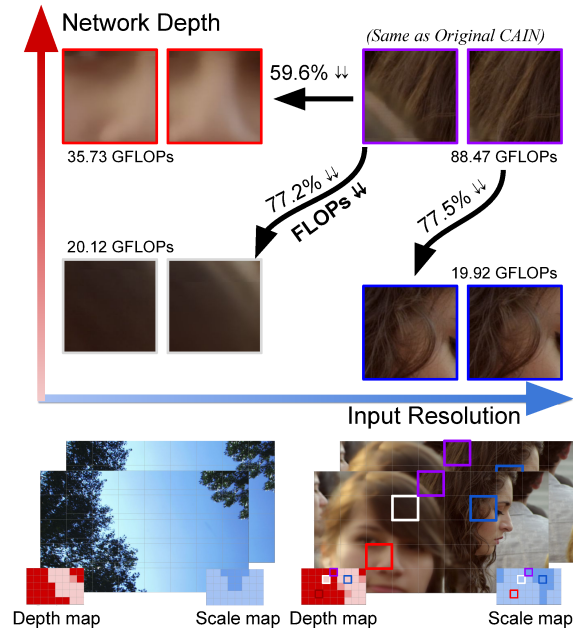 Network Depth
(Same as Original CAIN)
59.6% ↓↓
35.73 GFLOPs
88.47 GFLOPs
77.2% ↓↓
FLOPs ↓↓
77.5% ↓↓
20.12 GFLOPs
19.92 GFLOPs
Input Resolution
Depth map
Scale map
Depth map
Scale map